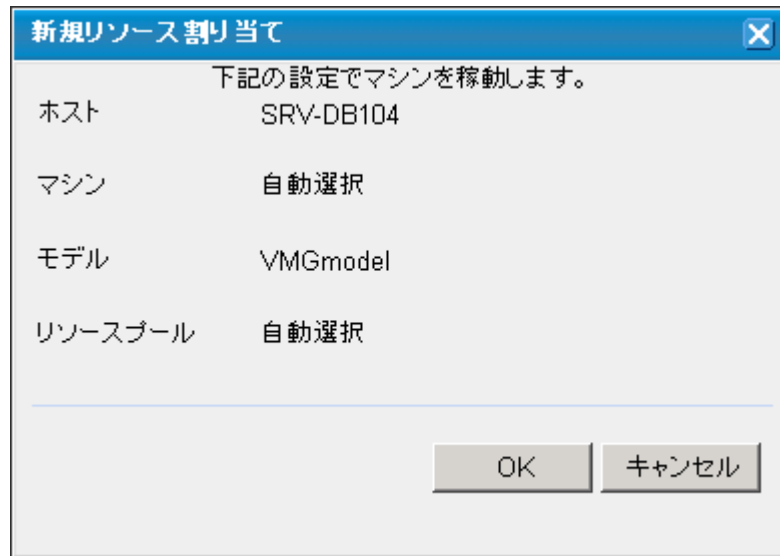 新規リソース割り当て
下記の設定でマシンを稼動します。
ホスト SRV-DB104
マシン 自動選択
モデル VMGmodel
リソースプール 自動選択
OK キャンセル